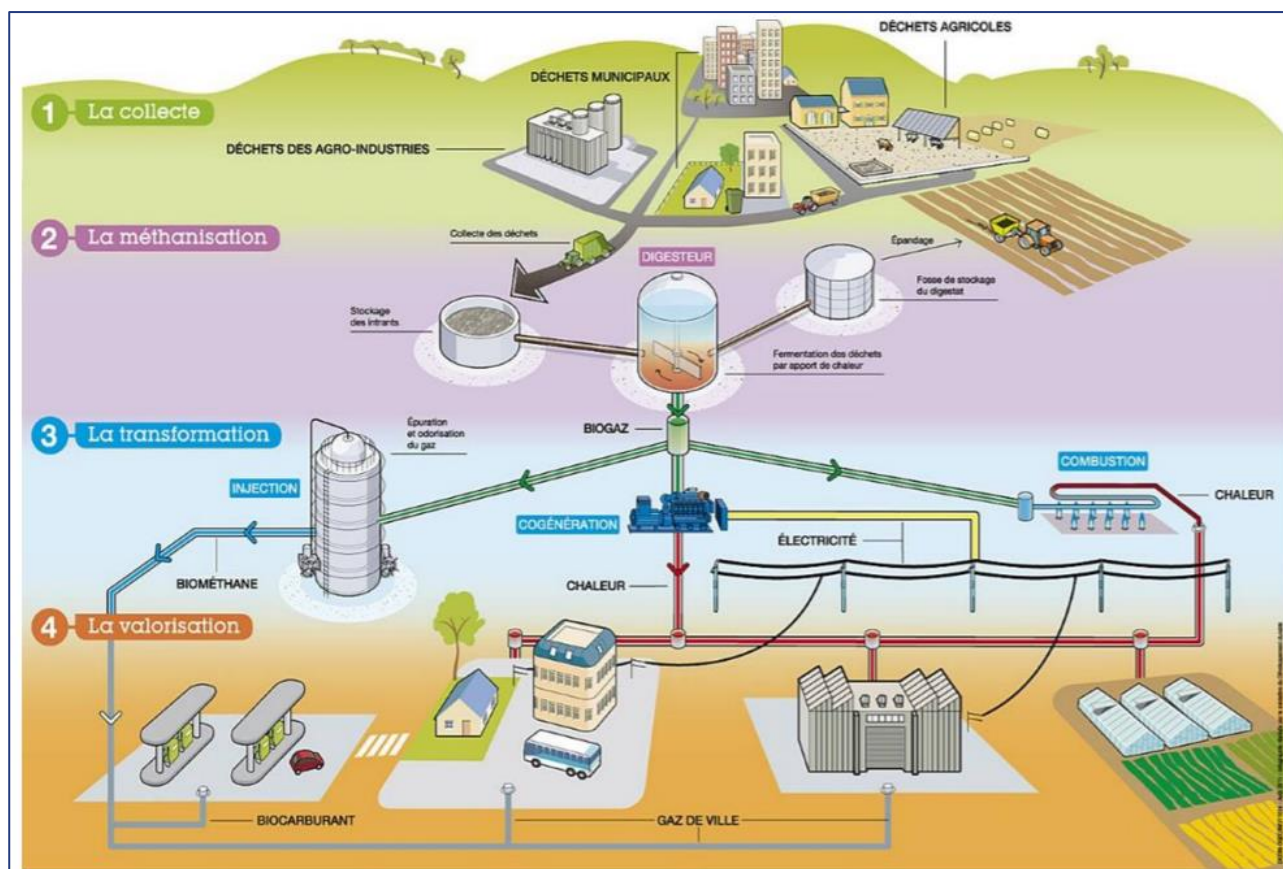 DÉCHETS AGRICOLES
DÉCHETS MUNICIPAUX
1 La collecte
DÉCHETS DES AGRO-INDUSTRIES
2 La méthanisation
Collecte des déchets
DIGESTEUR
Épandage
Fosse de stockage
du digestat
Stockage
des intrants
Fermentation des déchets
par apport de chaleur
3 La transformation
Épuration
et odorisation
du gaz
BIOGAZ
INJECTION
COMBUSTION
CHALEUR
COGÉNÉRATION
ÉLECTRICITÉ
BIOMÉTHANE
CHALEUR
4 La valorisation
BIOCARBURANT
GAZ DE VILLE